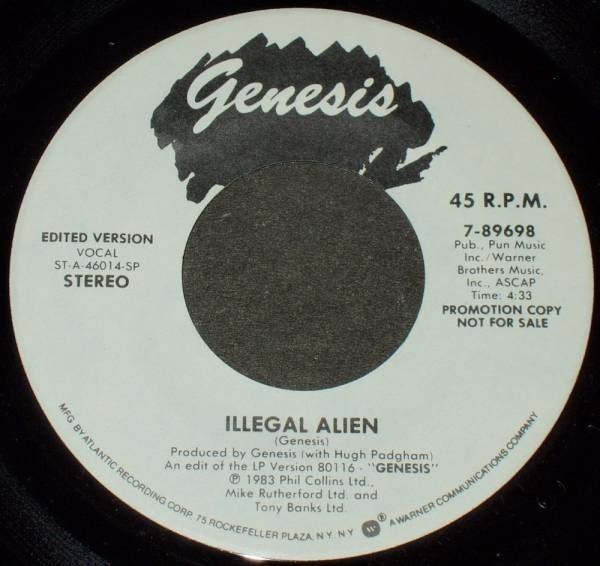 Genesis
45 R.P.M.
7-89698
Pub., Pun Music
Inc./Warner
Brothers Music,
Inc., ASCAP
Time: 4:33
PROMOTION COPY
NOT FOR SALE
EDITED VERSION
VOCAL
ST-A-46014-SP
STEREO
ILLEGAL ALIEN
(Genesis)
Produced by Genesis (with Hugh Padgham)
An edit of the LP Version 80116 - "GENESIS"
℗ 1983 Phil Collins Ltd.,
Mike Rutherford Ltd. and
Tony Banks Ltd.
MFG. BY ATLANTIC RECORDING CORP. 75 ROCKEFELLER PLAZA, N.Y. N.Y. w ® A WARNER COMMUNICATIONS COMPANY